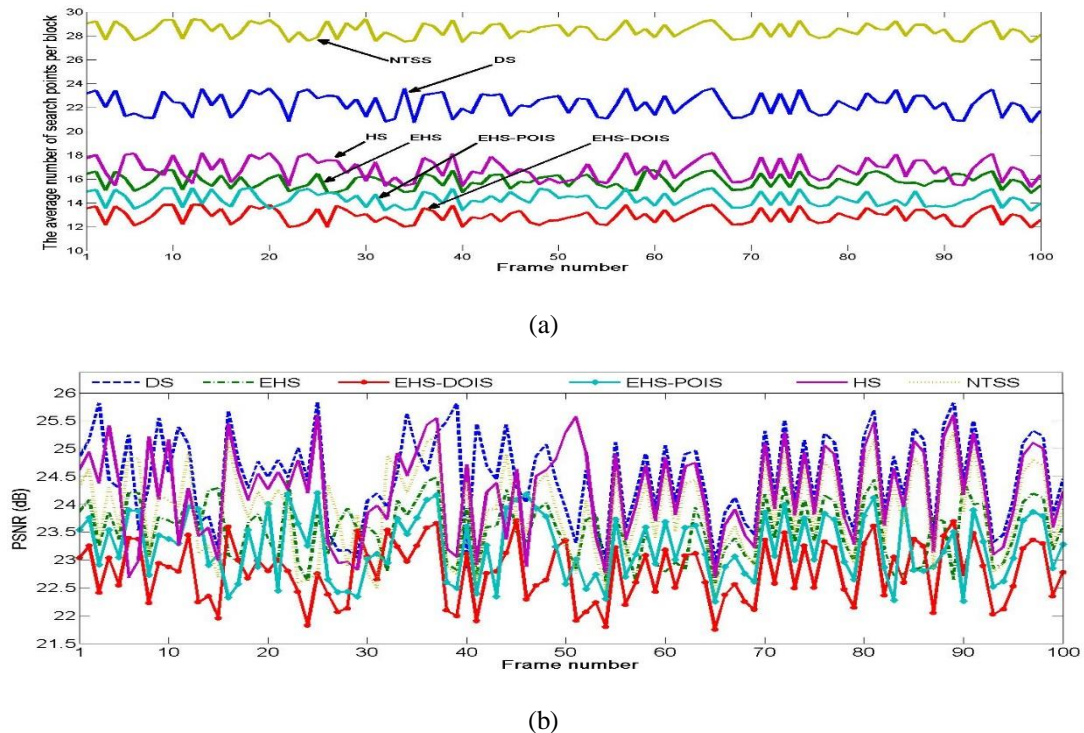 The average number of search points per block
30
28
26
24
22
20
18
16
14
12
10
NTSS
DS
HS
EHS
EHS-POIS
EHS-DOIS
1 10 20 30 40 50 60 70 80 90 100
Frame number
(a)
DS EHS EHS-DOIS EHS-POIS HS NTSS
PSNR (dB)
26
25.5
25
24.5
24
23.5
23
22.5
22
21.5
1 10 20 30 40 50 60 70 80 90 100
Frame number
(b)